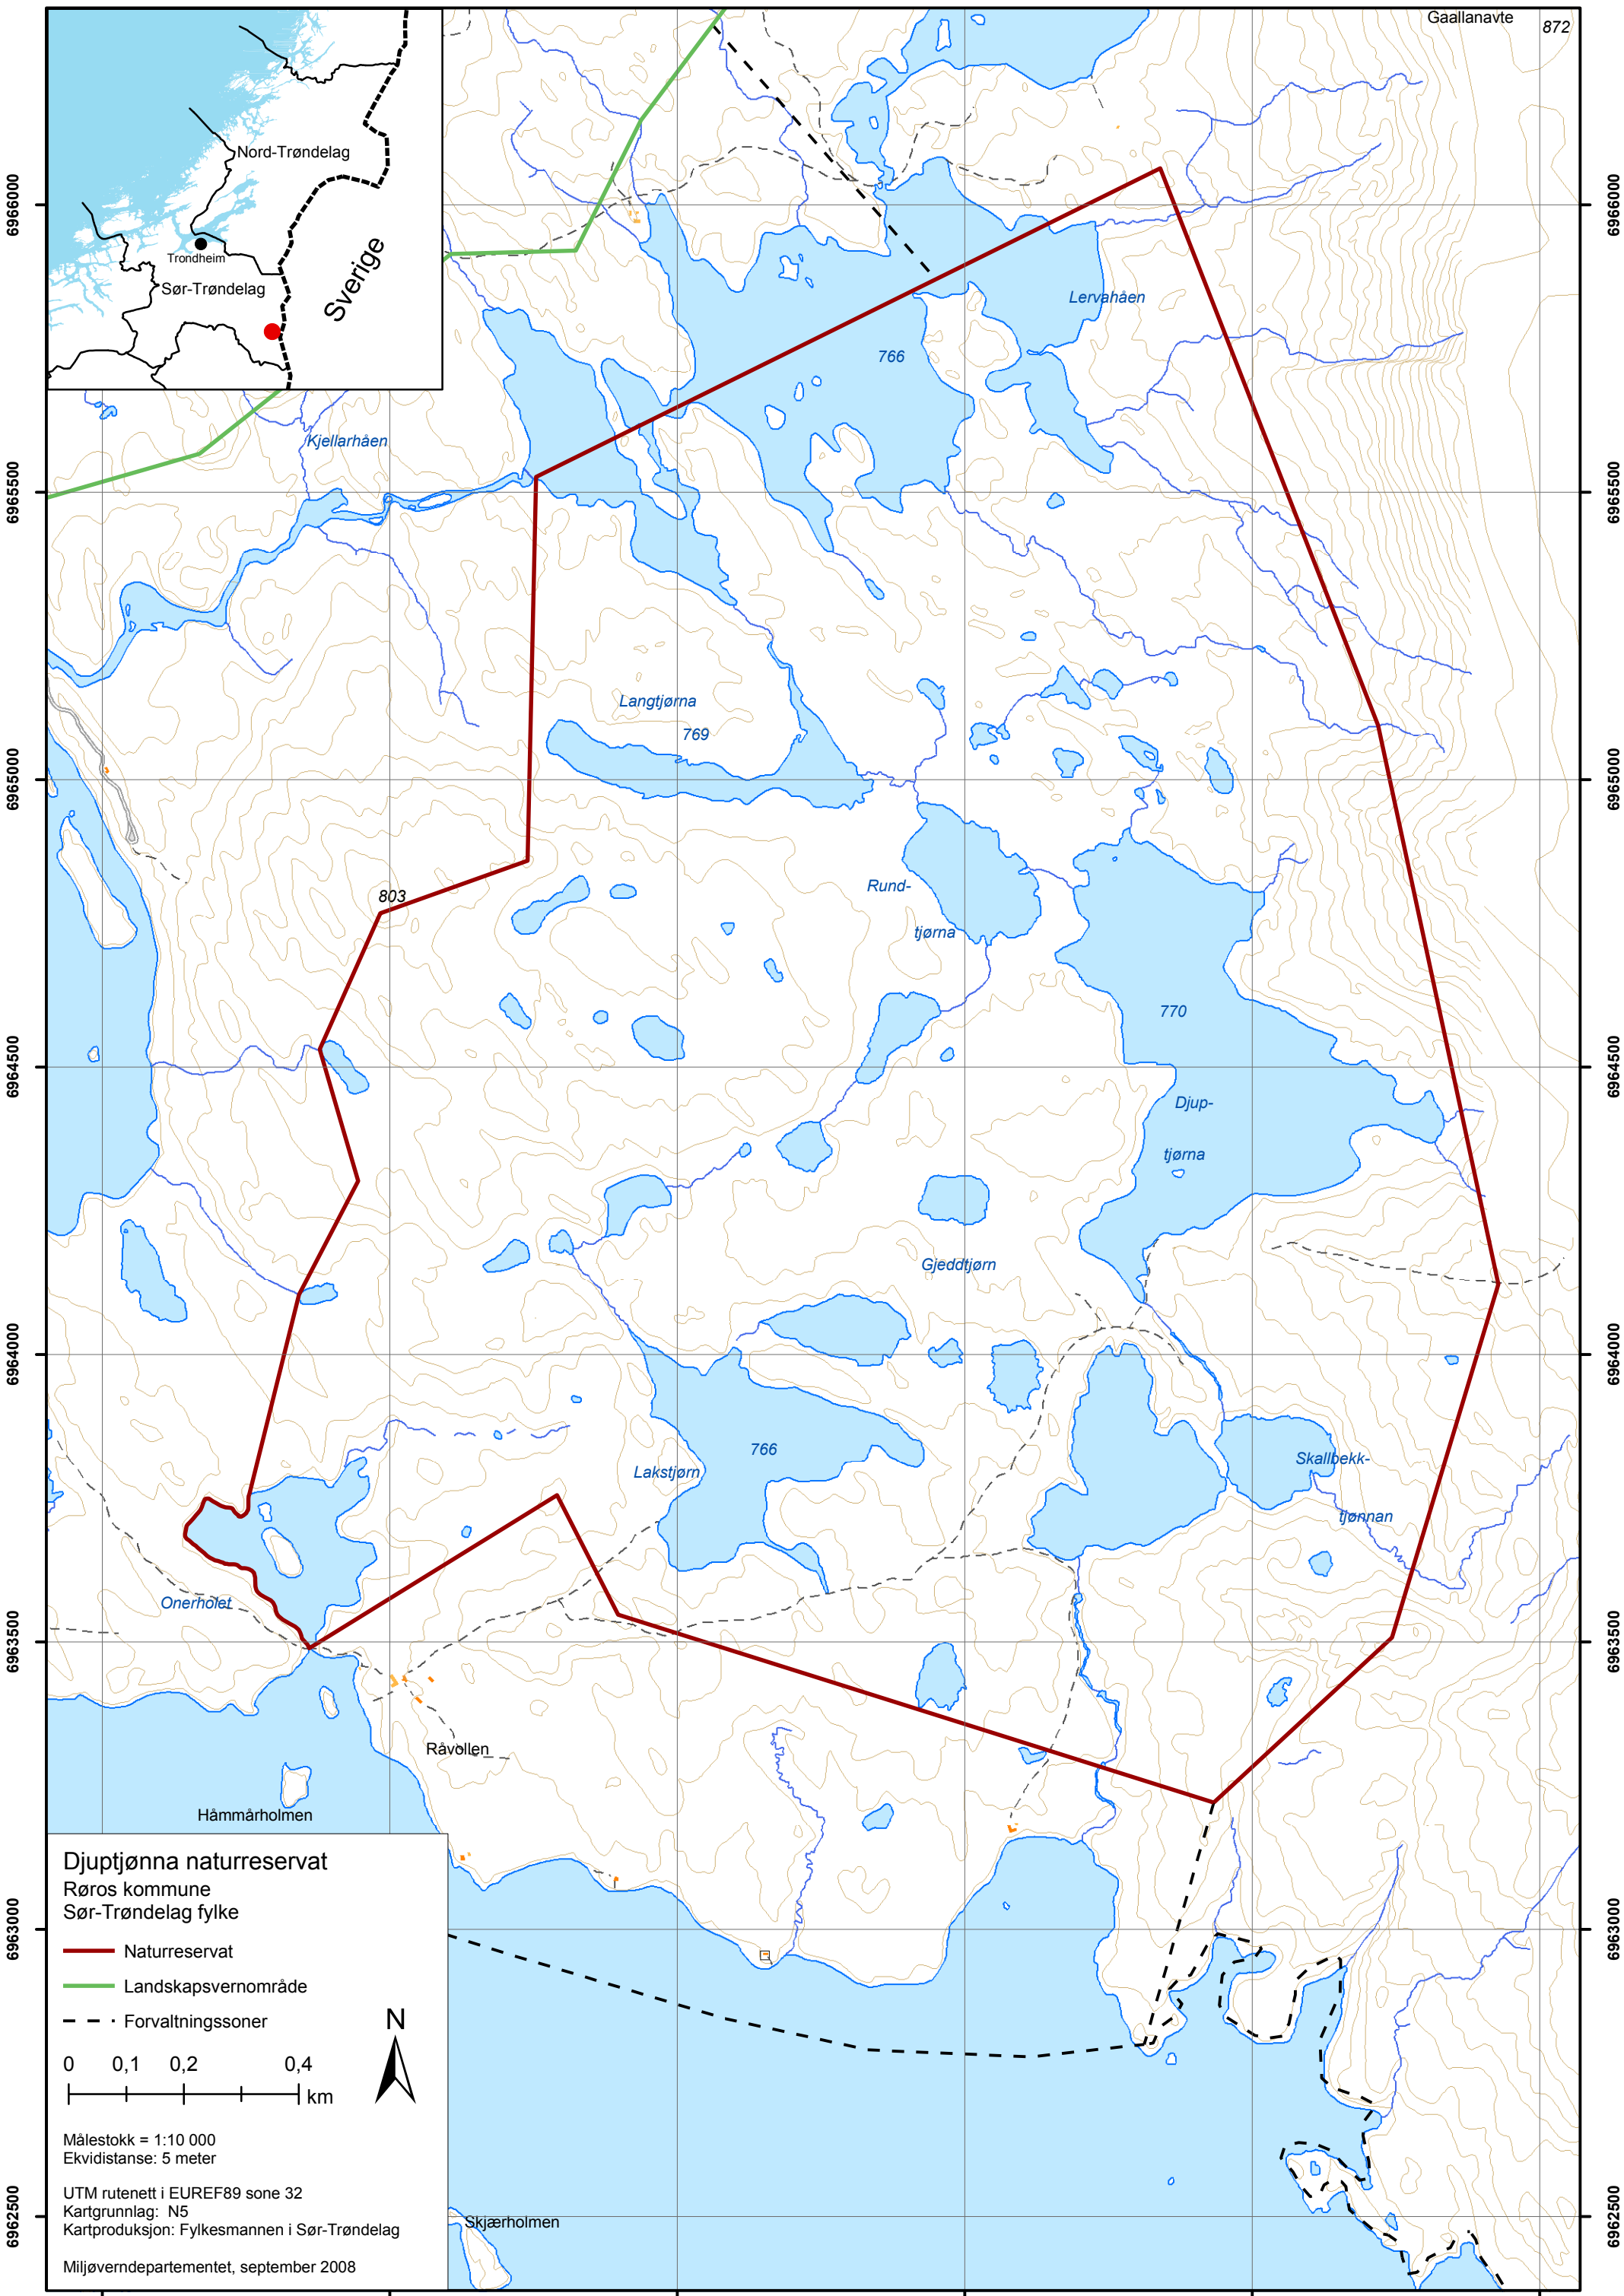 Gaallanavte
872
Nord-Trøndelag
Trondheim
Sør-Trøndelag
Sverige
6966000
6966000
Lervahåen
766
Kjellarhåen
6965500
6965500
Langtjørna
769
6965000
6965000
Rund-
tjørna
803
770
6964500
6964500
Djup-
tjørna
Gjeddtjørn
6964000
6964000
Skallbekk-
tjønnan
Lakstjørn
766
Onerholet
6963500
6963500
Råvollen
Håmmårholmen
6963000
6963000
Djuptjønna naturreservat
Røros kommune
Sør-Trøndelag fylke
Naturreservat
Landskapsvernområde
Forvaltningssoner
N
0 0,1 0,2 0,4
km
Målestokk = 1:10 000
Ekvidistanse: 5 meter
UTM rutenett i EUREF89 sone 32
Kartgrunnlag: N5
Kartproduksjon: Fylkesmannen i Sør-Trøndelag
Miljøverndepartementet, september 2008
Skjærholmen
6962500
6962500